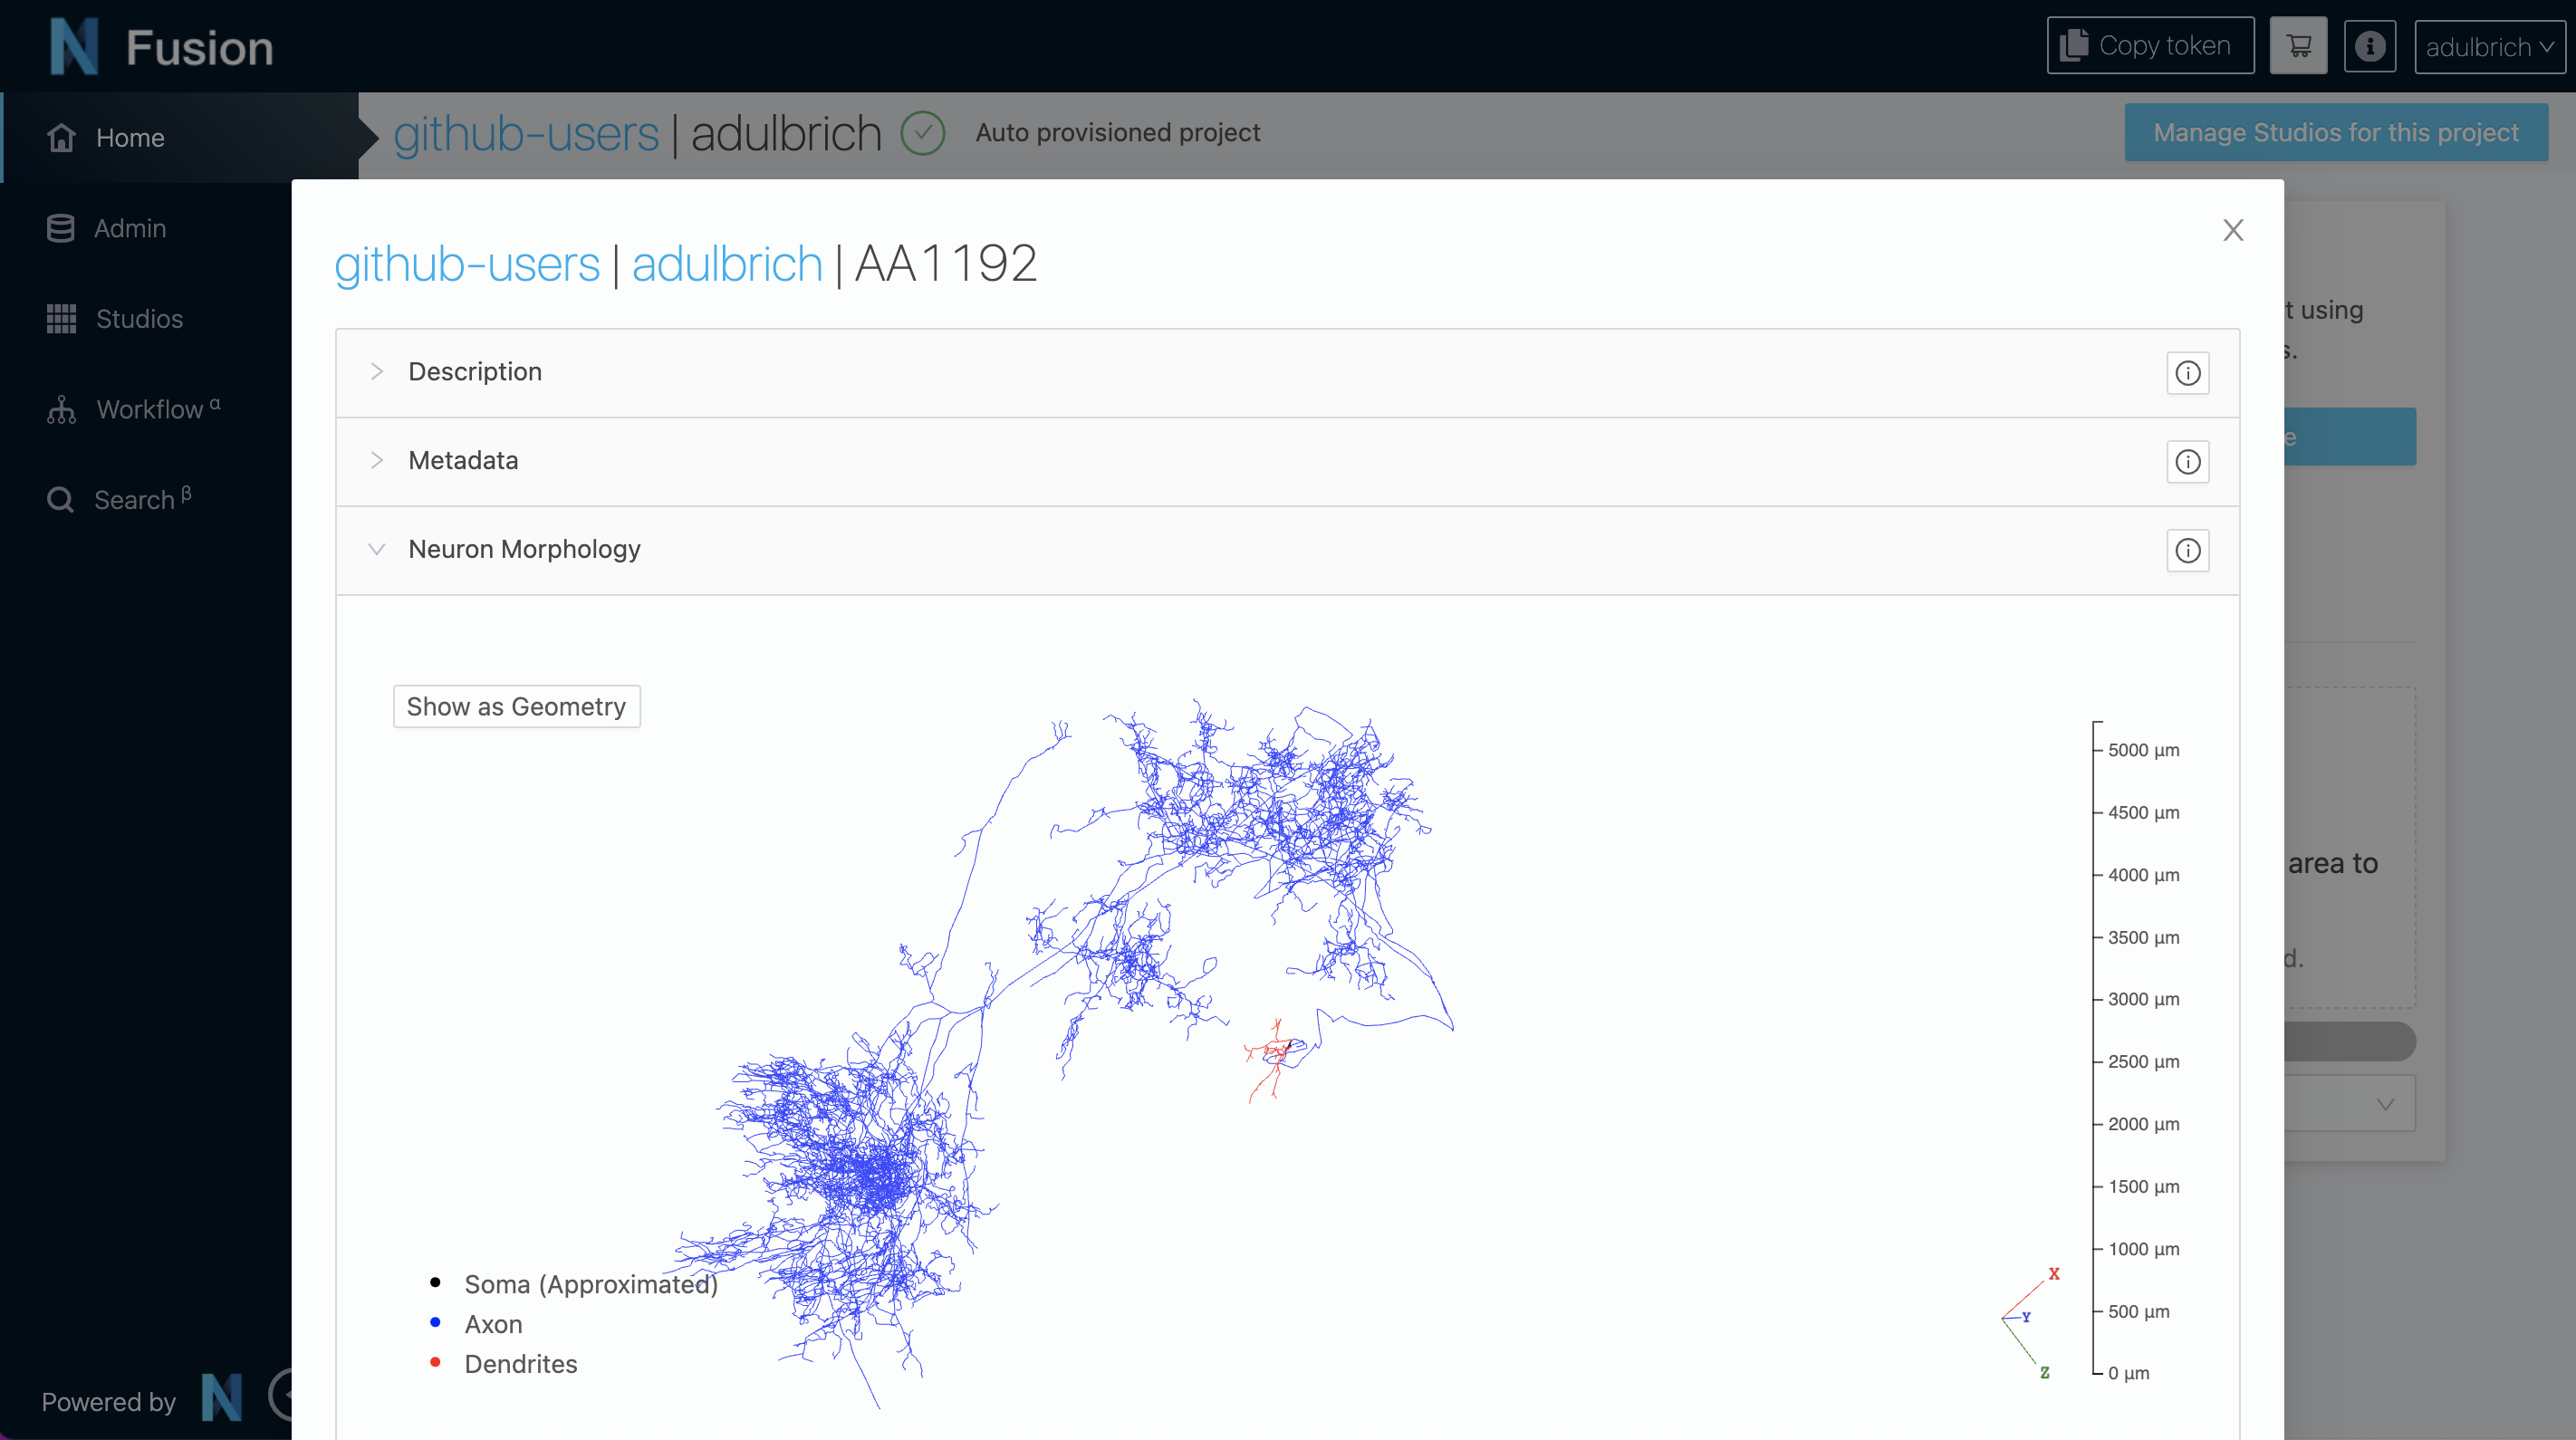 Fusion
Copy token
adulbrich
Home
github-users | adulbrich
Auto provisioned project
Manage Studios for this project
Admin
Studios
Workflow α
Search β
github-users | adulbrich | AA1192
t using
s.
Description
Metadata
e
Neuron Morphology
Show as Geometry
5000 μm
4500 μm
area to
4000 μm
3500 μm
d.
3000 μm
2500 μm
2000 μm
1500 μm
1000 μm
X
Soma (Approximated)
500 μm
Y
Axon
Dendrites
Z
0 μm
Powered by